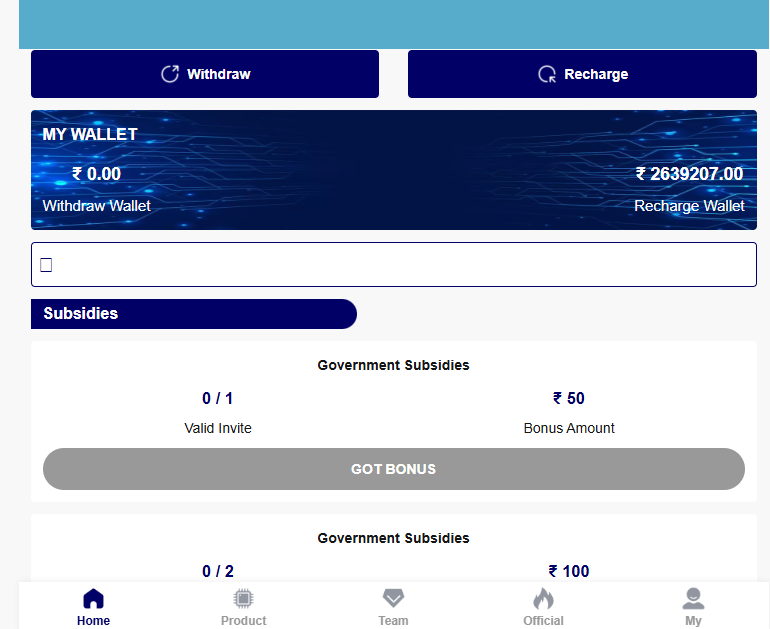 Withdraw
Recharge
MY WALLET
₹ 0.00
₹ 2639207.00
Withdraw Wallet
Recharge Wallet
Subsidies
Government Subsidies
0 / 1
₹ 50
Valid Invite
Bonus Amount
GOT BONUS
Government Subsidies
0 / 2
₹ 100
Home
Product
Team
Official
My